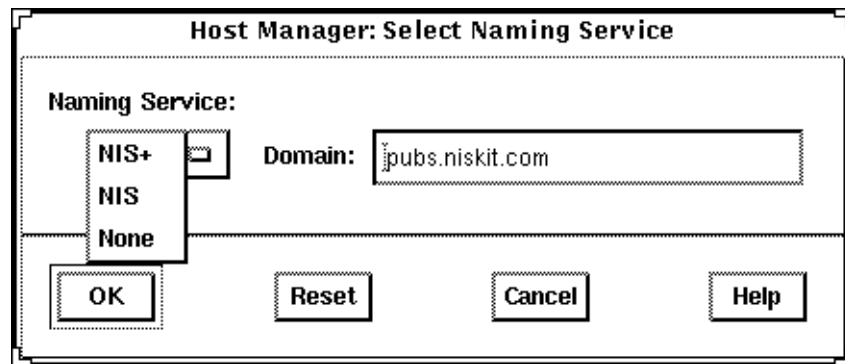 Host Manager: Select Naming Service
Naming Service:
NIS+
Domain: pubs.niskit.com
NIS
None
OK Reset Cancel Help